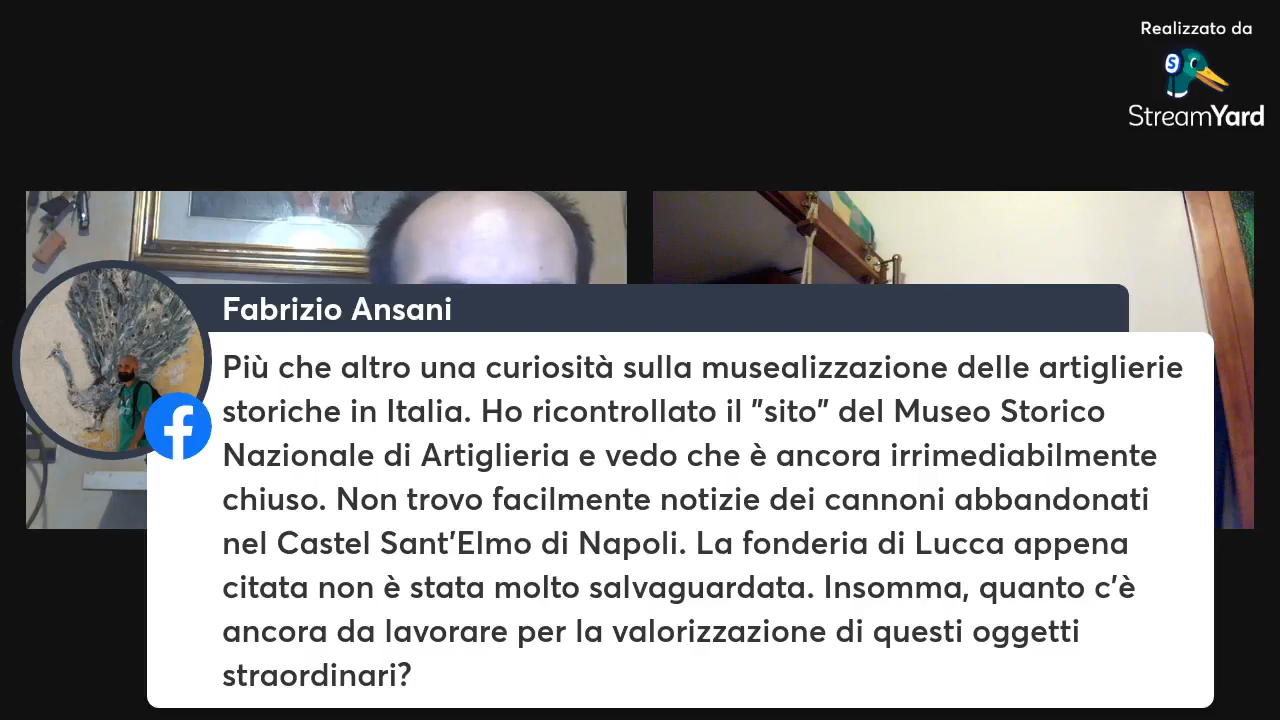 Realizzato da
S
StreamYard
Fabrizio Ansani
Più che altro una curiosità sulla musealizzazione delle artiglierie
storiche in Italia. Ho ricontrollato il "sito" del Museo Storico
Nazionale di Artiglieria e vedo che è ancora irrimediabilmente
chiuso. Non trovo facilmente notizie dei cannoni abbandonati
nel Castel Sant'Elmo di Napoli. La fonderia di Lucca appena
citata non è stata molto salvaguardata. Insomma, quanto c'è
ancora da lavorare per la valorizzazione di questi oggetti
straordinari?